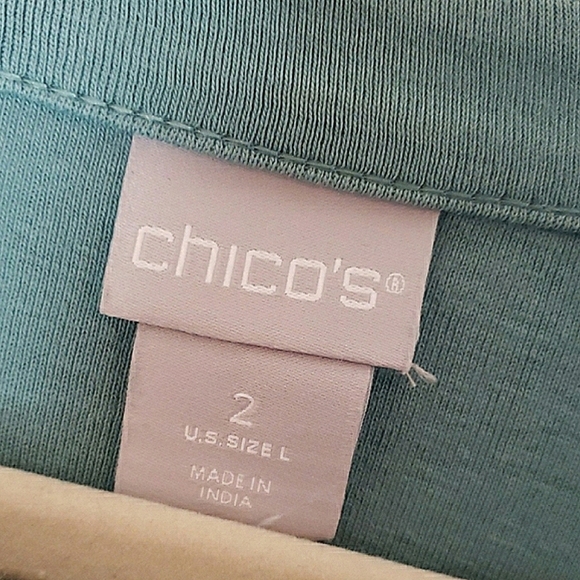 chico's®
2
U.S. SIZE L
MADE IN
INDIA